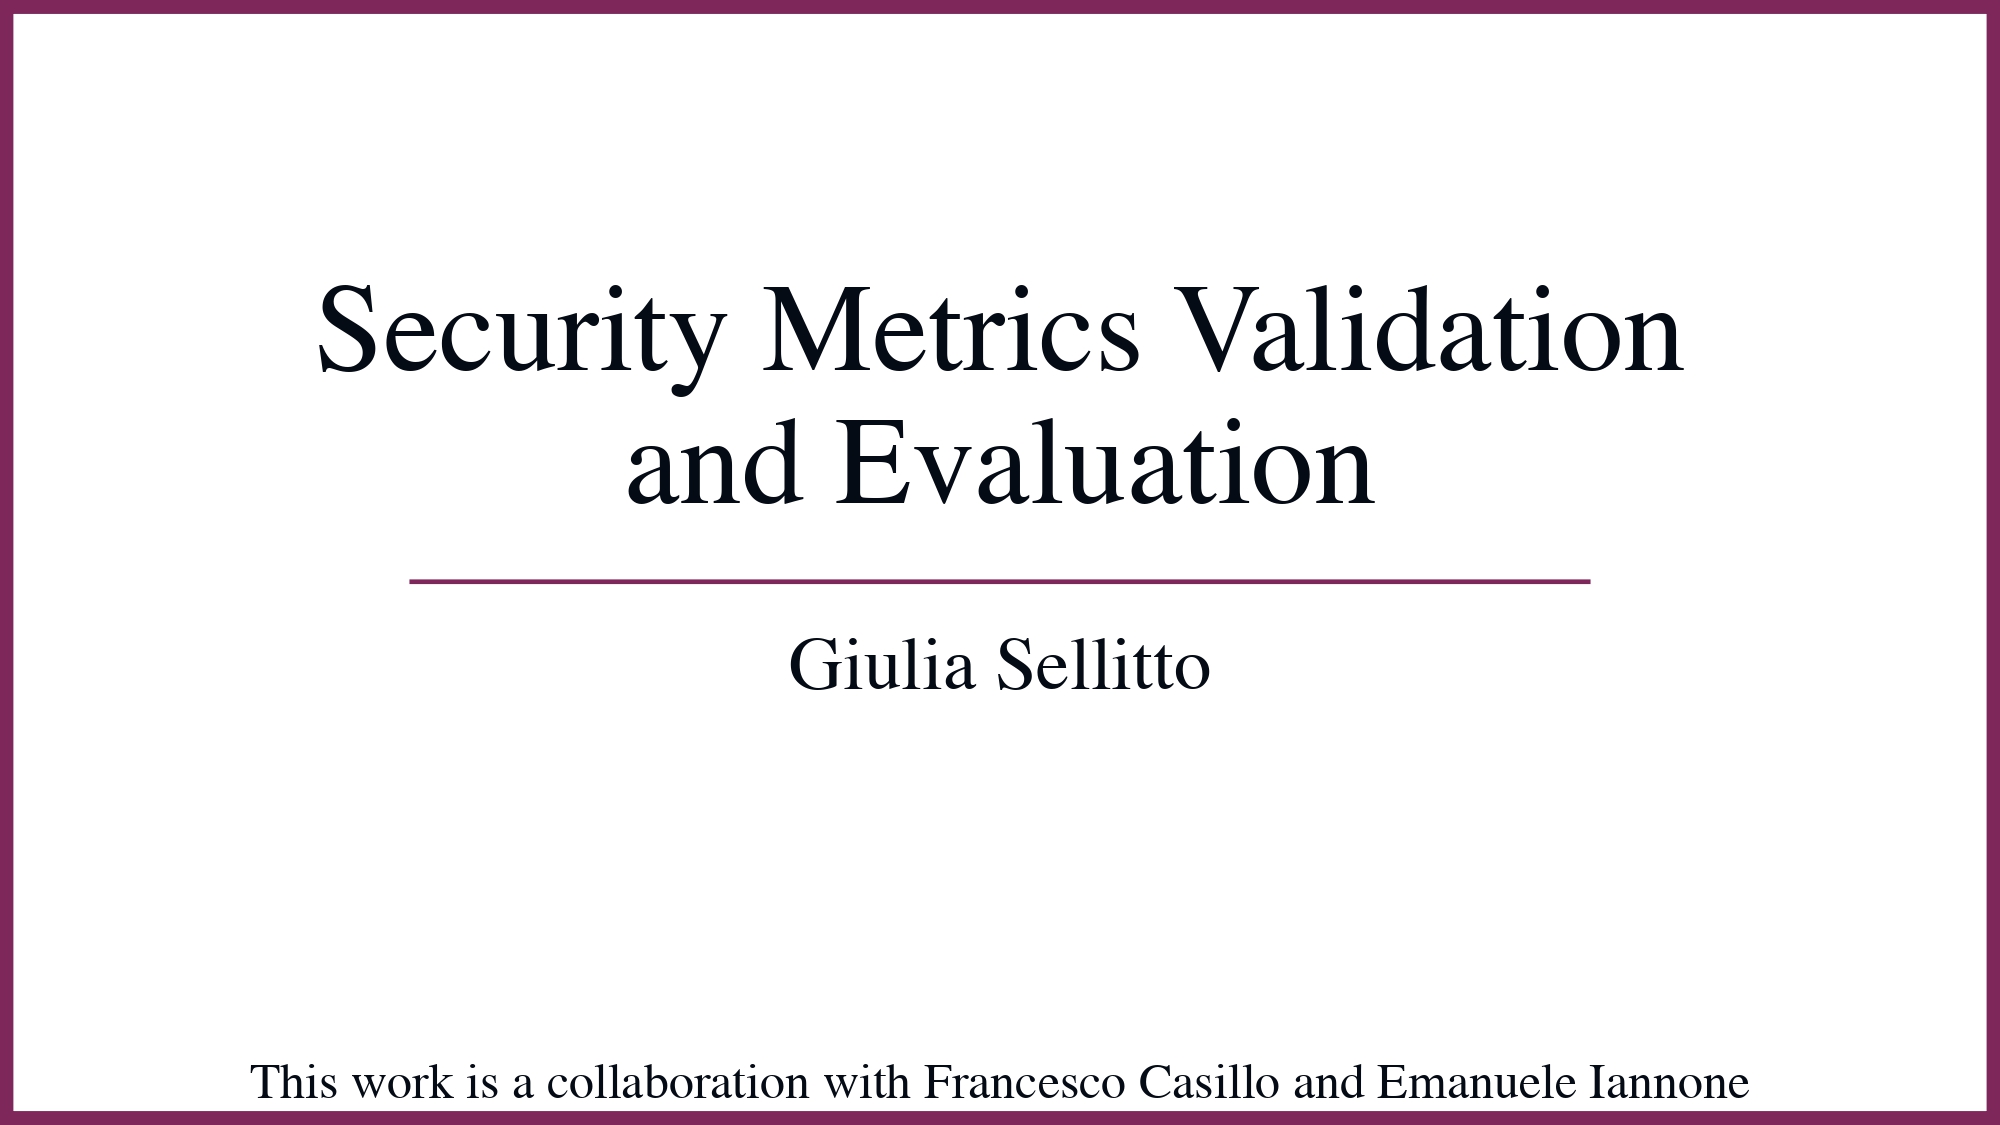 Security Metrics Validation
and Evaluation
Giulia Sellitto
This work is a collaboration with Francesco Casillo and Emanuele Iannone